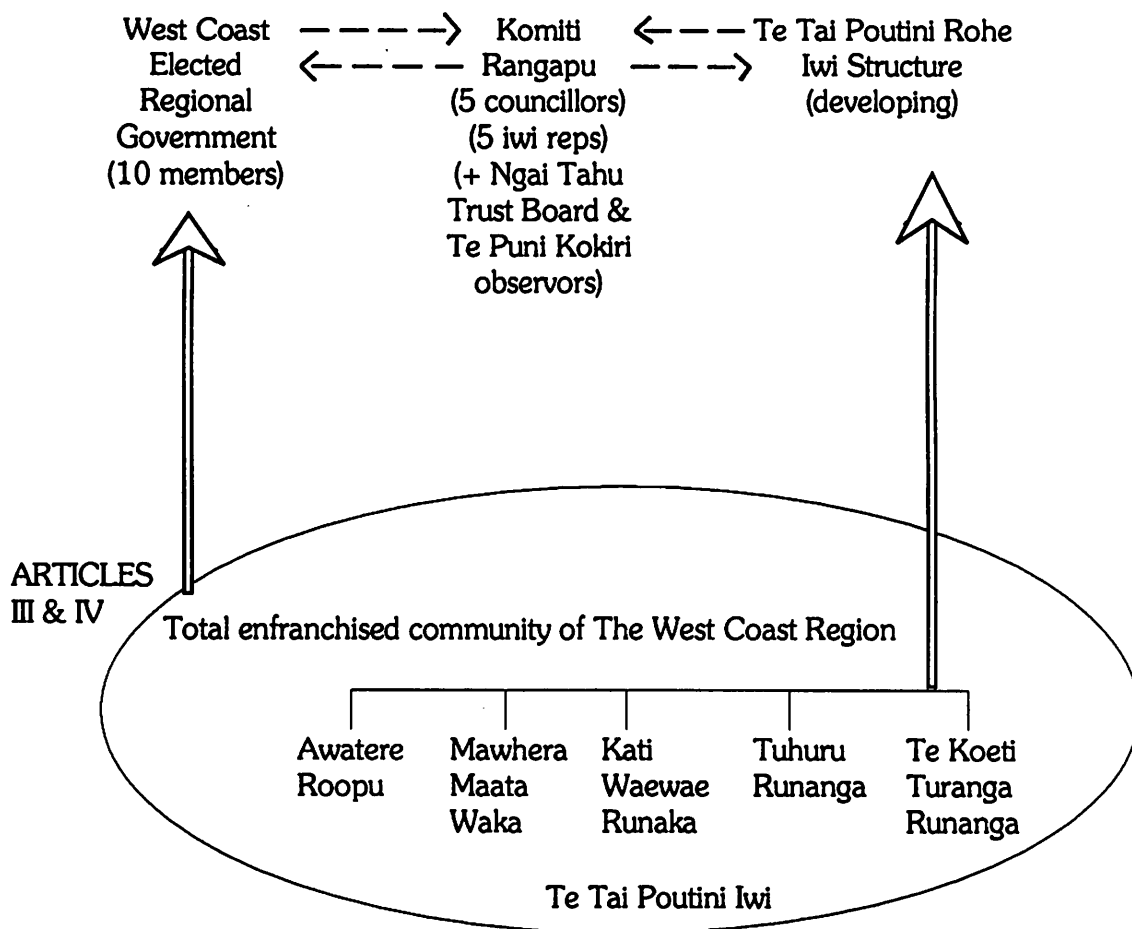 West Coast
Elected
Regional
Government
(10 members)
Komiti
Rangapu
(5 councillors)
(5 iwi reps)
(+ Ngai Tahu
Trust Board &
Te Puni Kokiri
observors)
Te Tai Poutini Rohe
Iwi Structure
(developing)
ARTICLES
III & IV
Total enfranchised community of The West Coast Region
Awatere
Roopu
Mawhera
Maata
Waka
Kati
Waewae
Runaka
Tuhuru
Runanga
Te Koeti
Turanga
Runanga
Te Tai Poutini Iwi